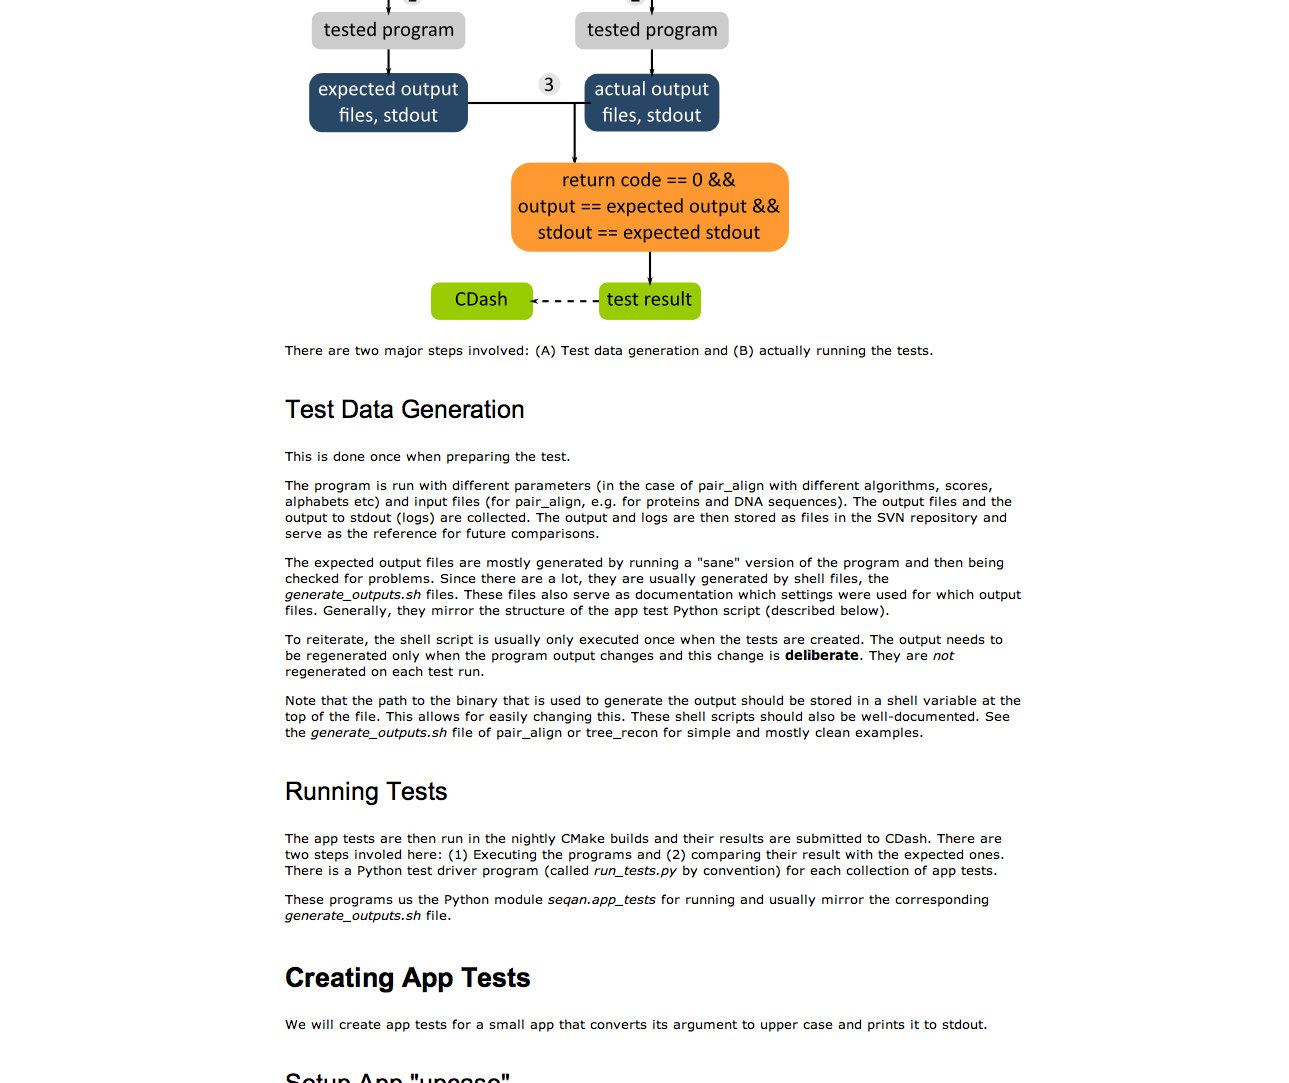 tested program
tested program
expected output
files, stdout
3
actual output
files, stdout
return code == 0 &&
output == expected output &&
stdout == expected stdout
CDash
test result
There are two major steps involved: (A) Test data generation and (B) actually running the tests.
Test Data Generation
This is done once when preparing the test.
The program is run with different parameters (in the case of pair_align with different algorithms, scores,
alphabets etc) and input files (for pair_align, e.g. for proteins and DNA sequences). The output files and the
output to stdout (logs) are collected. The output and logs are then stored as files in the SVN repository and
serve as the reference for future comparisons.
The expected output files are mostly generated by running a "sane" version of the program and then being
checked for problems. Since there are a lot, they are usually generated by shell files, the
generate_outputs.sh files. These files also serve as documentation which settings were used for which output
files. Generally, they mirror the structure of the app test Python script (described below).
To reiterate, the shell script is usually only executed once when the tests are created. The output needs to
be regenerated only when the program output changes and this change is deliberate. They are not
regenerated on each test run.
Note that the path to the binary that is used to generate the output should be stored in a shell variable at the
top of the file. This allows for easily changing this. These shell scripts should also be well-documented. See
the generate_outputs.sh file of pair_align or tree_recon for simple and mostly clean examples.
Running Tests
The app tests are then run in the nightly CMake builds and their results are submitted to CDash. There are
two steps involed here: (1) Executing the programs and (2) comparing their result with the expected ones.
There is a Python test driver program (called run_tests.py by convention) for each collection of app tests.
These programs us the Python module seqan.app_tests for running and usually mirror the corresponding
generate_outputs.sh file.
Creating App Tests
We will create app tests for a small app that converts its argument to upper case and prints it to stdout.
Setup App "upcase"